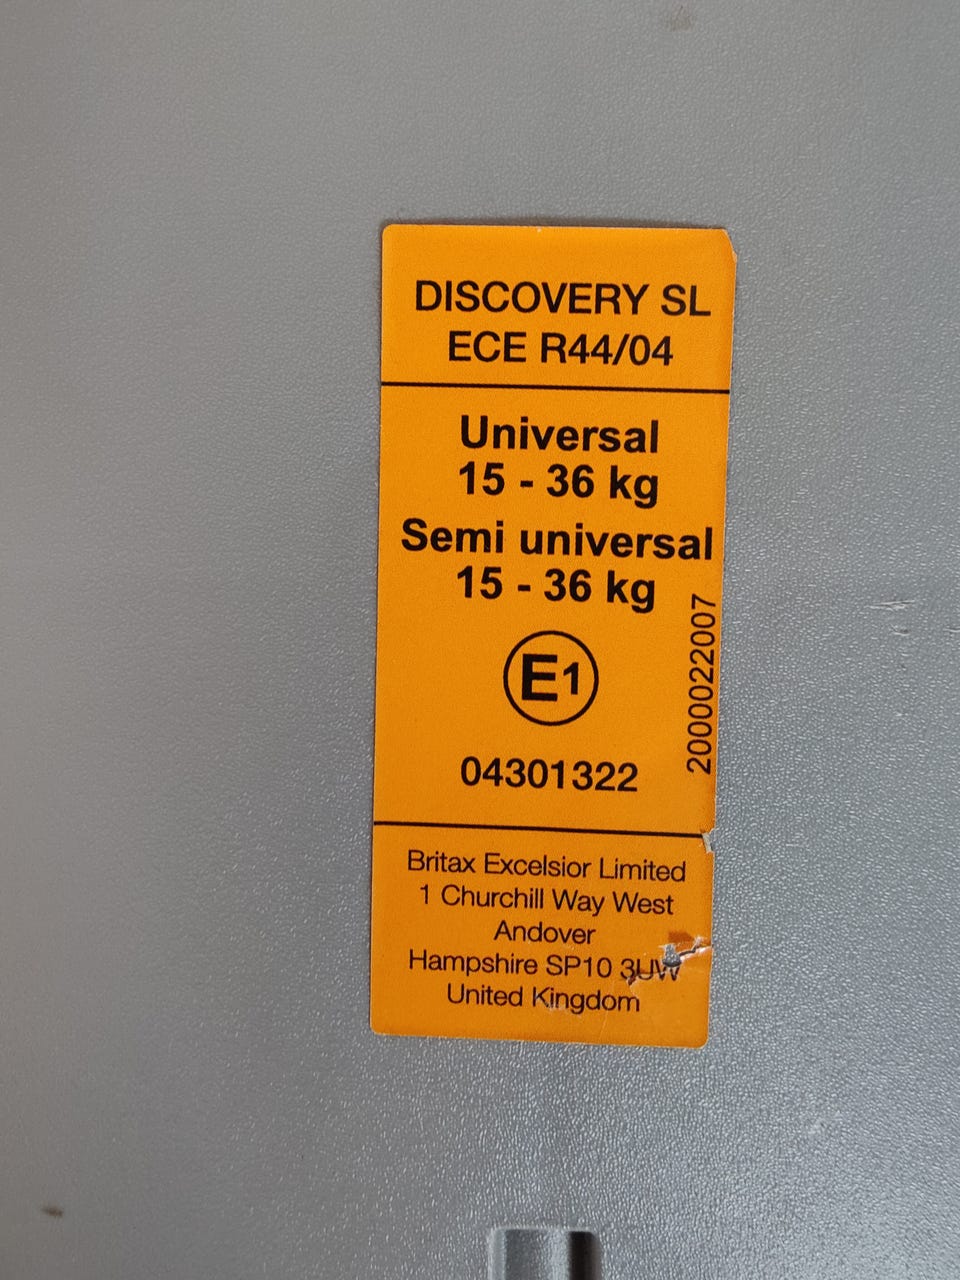 DISCOVERY SL
ECE R44/04
Universal
15 - 36 kg
Semi universal
15 - 36 kg
E1
04301322
2000022007
Britax Excelsior Limited
1 Churchill Way West
Andover
Hampshire SP10 3UW
United Kingdom